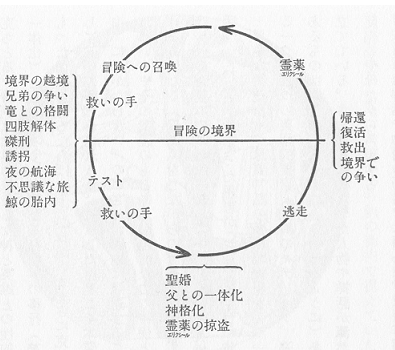 冒険への召喚
霊薬
エリクシール
救いの手
境界の越境
兄弟の争い
竜との格闘
四肢解体
磔刑
誘拐
夜の航海
不思議な旅
鯨の胎内
冒険の境界
帰還
復活
救出
境界で
の争い
テスト
救いの手
逃走
聖婚
父との一体化
神格化
霊薬の掠盗
エリクシール